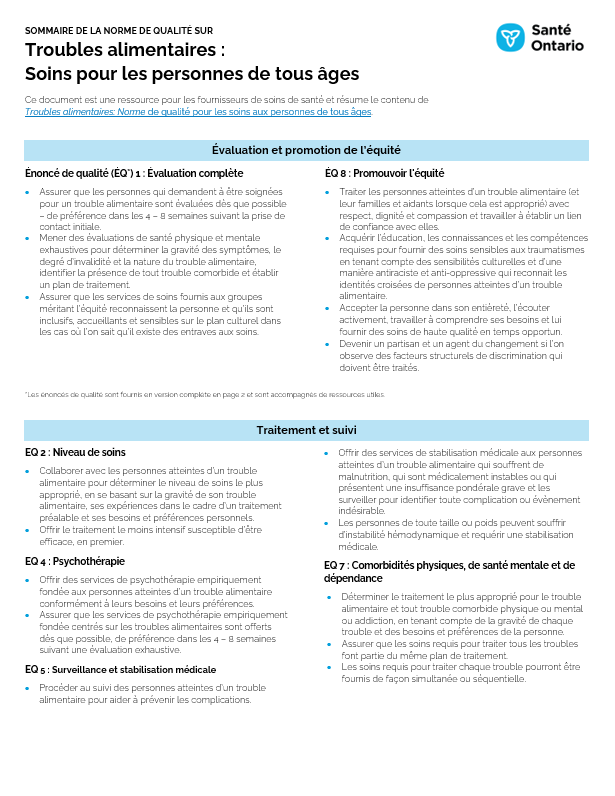 SOMMAIRE DE LA NORME DE QUALITÉ SUR
Troubles alimentaires :
Soins pour les personnes de tous âges
Santé
Ontario
Ce document est une ressource pour les fournisseurs de soins de santé et résume le contenu de
Troubles alimentaires: Norme de qualité pour les soins aux personnes de tous âges.
Évaluation et promotion de l'équité
Énoncé de qualité (ÉQ*) 1 : Évaluation complète
• Assurer que les personnes qui demandent à être soignées
pour un trouble alimentaire sont évaluées dès que possible
– de préférence dans les 4 – 8 semaines suivant la prise de
contact initiale.
• Mener des évaluations de santé physique et mentale
exhaustives pour déterminer la gravité des symptômes, le
degré d'invalidité et la nature du trouble alimentaire,
identifier la présence de tout trouble comorbide et établir
un plan de traitement.
• Assurer que les services de soins fournis aux groupes
méritant l'équité reconnaissent la personne et qu'ils sont
inclusifs, accueillants et sensibles sur le plan culturel dans
les cas où l'on sait qu'il existe des entraves aux soins.
ÉQ 8 : Promouvoir l'équité
• Traiter les personnes atteintes d'un trouble alimentaire (et
leur familles et aidants lorsque cela est approprié) avec
respect, dignité et compassion et travailler à établir un lien
de confiance avec elles.
• Acquérir l'éducation, les connaissances et les compétences
requises pour fournir des soins sensibles aux traumatismes
en tenant compte des sensibilités culturelles et d'une
manière antiraciste et anti-oppressive qui reconnait les
identités croisées de personnes atteintes d'un trouble
alimentaire.
• Accepter la personne dans son entièreté, l'écouter
activement, travailler à comprendre ses besoins et lui
fournir des soins de haute qualité en temps opportun.
• Devenir un partisan et un agent du changement si l'on
observe des facteurs structurels de discrimination qui
doivent être traités.
*Les énoncés de qualité sont fournis en version complète en page 2 et sont accompagnés de ressources utiles.
Traitement et suivi
EQ 2 : Niveau de soins
• Collaborer avec les personnes atteintes d'un trouble
alimentaire pour déterminer le niveau de soins le plus
approprié, en se basant sur la gravité de son trouble
alimentaire, ses expériences dans le cadre d'un traitement
préalable et ses besoins et préférences personnels.
• Offrir le traitement le moins intensif susceptible d'être
efficace, en premier.
EQ 4 : Psychothérapie
• Offrir des services de psychothérapie empiriquement
fondée aux personnes atteintes d'un trouble alimentaire
conformément à leurs besoins et leurs préférences.
• Assurer que les services de psychothérapie empiriquement
fondée centrés sur les troubles alimentaires sont offerts
dès que possible, de préférence dans les 4 – 8 semaines
suivant une évaluation exhaustive.
EQ 5 : Surveillance et stabilisation médicale
• Procéder au suivi des personnes atteintes d'un trouble
alimentaire pour aider à prévenir les complications.
• Offrir des services de stabilisation médicale aux personnes
atteintes d'un trouble alimentaire qui souffrent de
malnutrition, qui sont médicalement instables ou qui
présentent une insuffisance pondérale grave et les
surveiller pour identifier toute complication ou évènement
indésirable.
• Les personnes de toute taille ou poids peuvent souffrir
d'instabilité hémodynamique et requiérir une stabilisation
médicale.
EQ 7 : Comorbidités physiques, de santé mentale et de
dépendance
• Déterminer le traitement le plus approprié pour le trouble
alimentaire et tout trouble comorbide physique ou mental
ou addiction, en tenant compte de la gravité de chaque
trouble et des besoins et préférences de la personne.
• Assurer que les soins requis pour traiter tous les troubles
font partie du même plan de traitement.
• Les soins requis pour traiter chaque trouble pourront être
fournis de façon simultanée ou séquentielle.